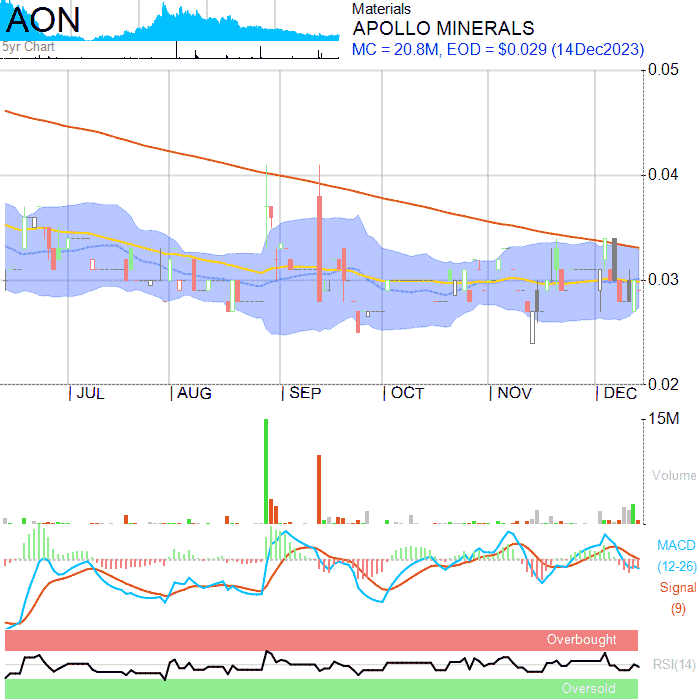 AON
5yr Chart
Materials
APOLLO MINERALS
MC = 20.8M, EOD = $0.029 (14Dec2023)
0.05
0.04
0.03
0.02
JUL AUG SEP OCT NOV DEC
15M
Volume
MACD
(12-26)
Signal
(9)
Overbought
RSI(14)
Oversold